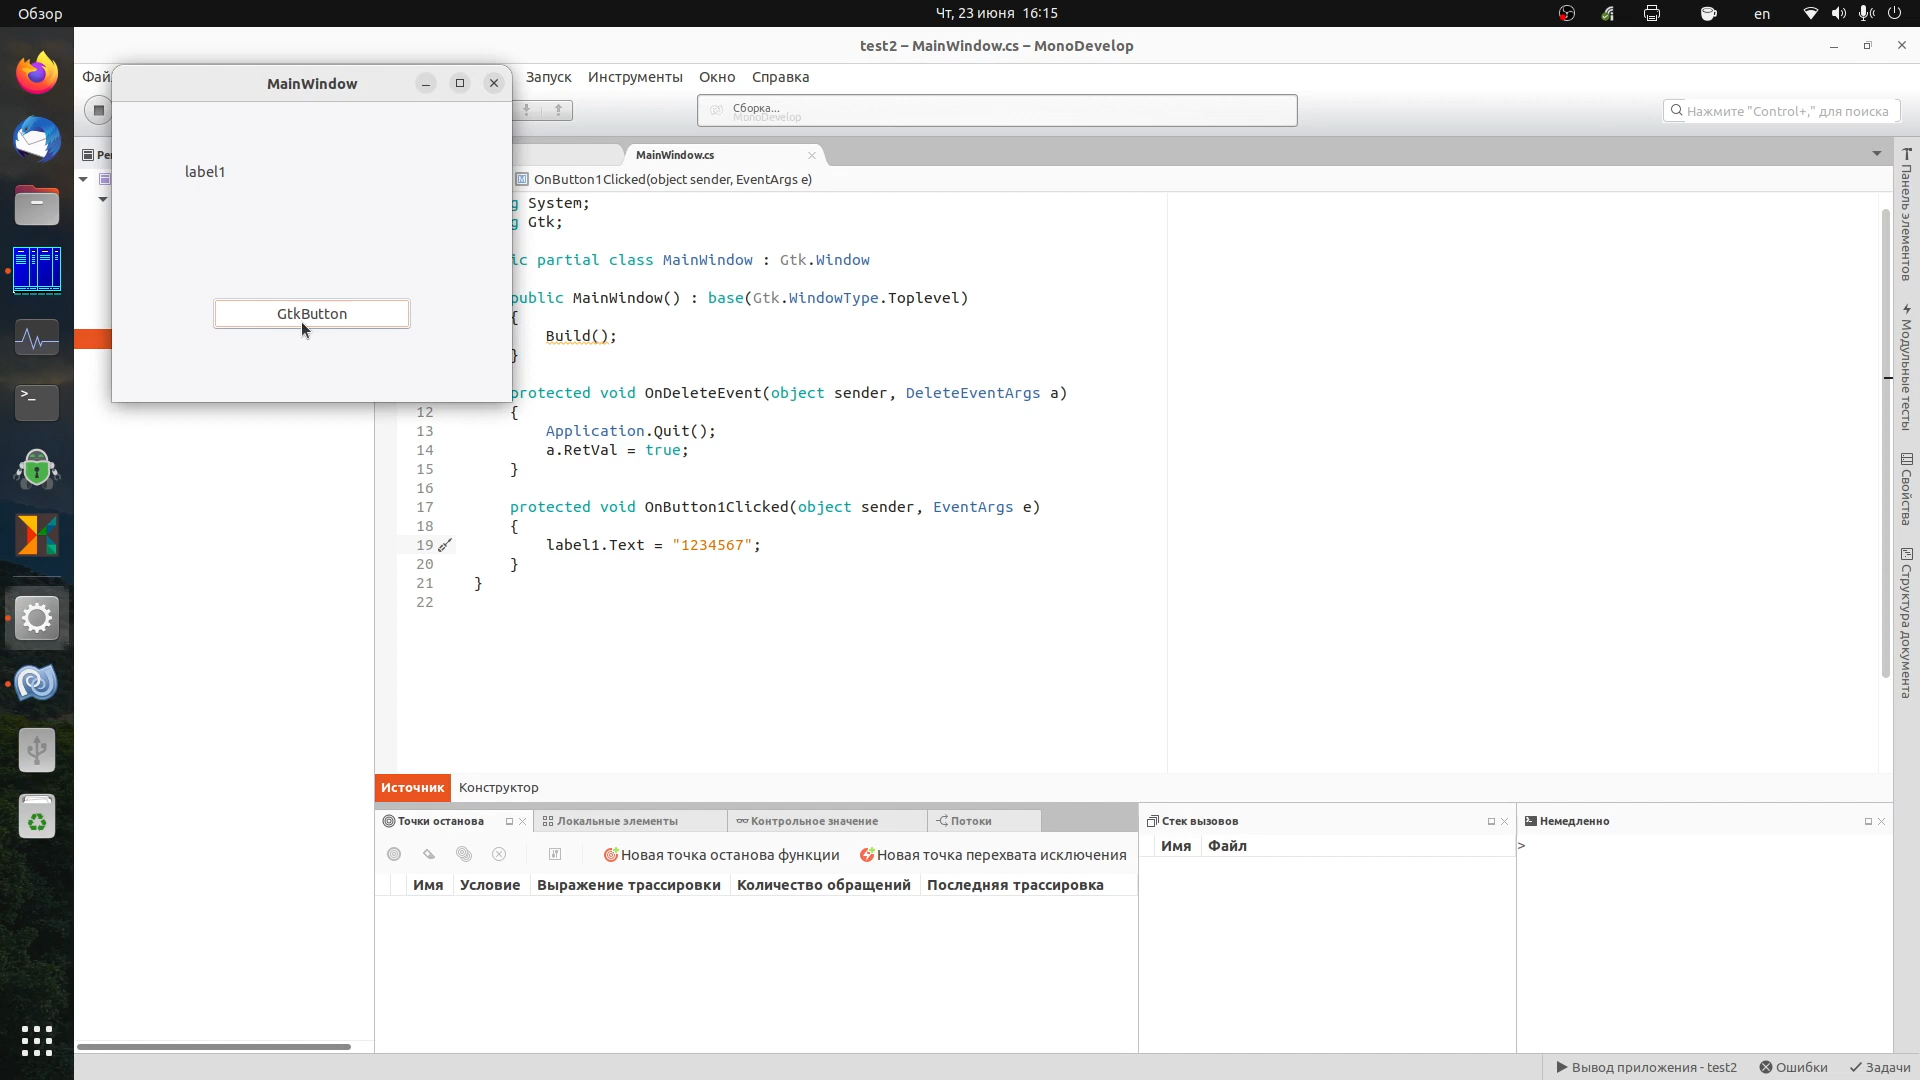 Обзор
Чт, 23 июня 16:15
en
test2 – MainWindow.cs – MonoDevelop
Запуск Инструменты Окно Справка
MainWindow
Сборка...
MonoDevelop
Нажмите "Control+," для поиска
MainWindow.cs
OnButton1Clicked(object sender, EventArgs e)
label1
GtkButton
System;
Gtk;
partial class MainWindow : Gtk.Window
public MainWindow() : base(Gtk.WindowType.Toplevel)
{
Build();
}
protected void OnDeleteEvent(object sender, DeleteEventArgs a)
12 {
13 Application.Quit();
14 a.RetVal = true;
15 }
16
17 protected void OnButton1Clicked(object sender, EventArgs e)
18 {
19 label1.Text = "1234567";
20 }
21 }
22
Панель элементов
Модульные тесты
Свойства
Структура документа
Источник Конструктор
Точки останова Локальные элементы Контрольное значение Потоки
Новая точка останова функции Новая точка перехвата исключения
Имя Условие Выражение трассировки Количество обращений Последняя трассировка
Стек вызовов
Имя Файл
Немедленно
>
Вывод приложения - test2 Ошибки Задачи